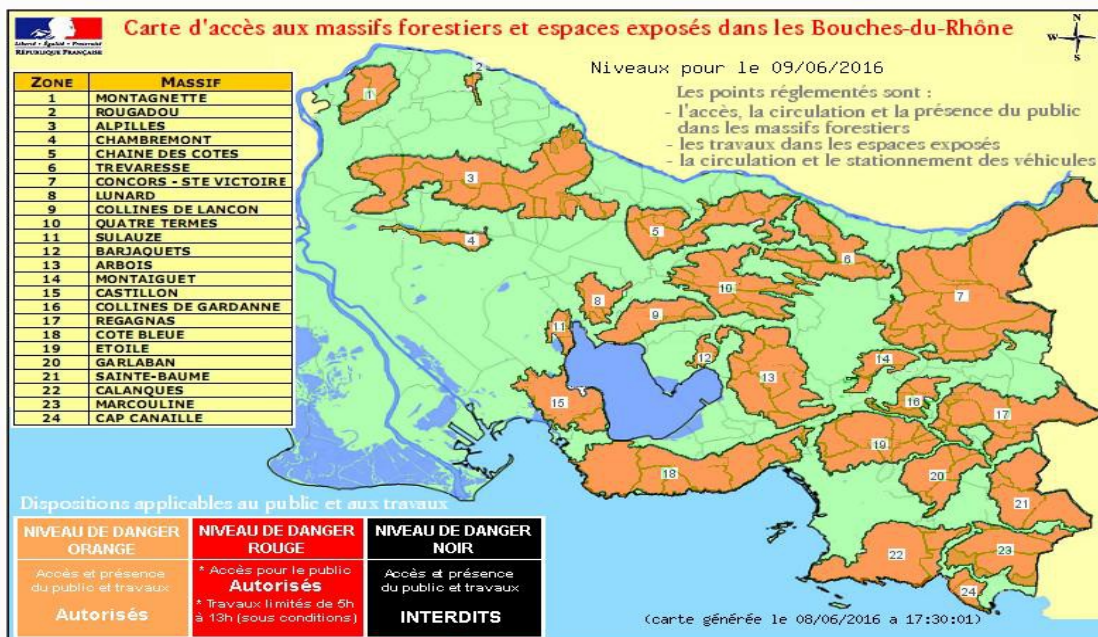 Carte d'accès aux massifs forestiers et espaces exposés dans les Bouches-du-Rhône
Liberté • Égalité • Fraternité
RÉPUBLIQUE FRANÇAISE
N
W
S
Niveaux pour le 09/06/2016
Les points réglementés sont :
- l'accès, la circulation et la présence du public
dans les massifs forestiers
- les travaux dans les espaces exposés
- la circulation et le stationnement des véhicules
ZONE MASSIF
1 MONTAGNETTE
2 ROUGADOU
3 ALPILLES
4 CHAMBREMONT
5 CHAINE DES COTES
6 TREVARESSE
7 CONCORS - STE VICTOIRE
8 LUNARD
9 COLLINES DE LANCON
10 QUATRE TERMES
11 SULAUZE
12 BARJAQUETS
13 ARBOIS
14 MONTAIGUET
15 CASTILLON
16 COLLINES DE GARDANNE
17 REGAGNAS
18 COTE BLEUE
19 ETOILE
20 GARLABAN
21 SAINTE-BAUME
22 CALANQUES
23 MARCOULINE
24 CAP CANAILLE
2
1
3
4
5
6
10
7
8
9
11
12
14
13
15
16
17
19
18
20
21
22
23
24
Dispositions applicables au public et aux travaux
NIVEAU DE DANGER
ORANGE
Accès et présence
du public et travaux
Autorisés
NIVEAU DE DANGER
ROUGE
* Accès pour le public
Autorisés
* Travaux limités de 5h
à 13h (sous conditions)
NIVEAU DE DANGER
NOIR
Accès et présence
du public et travaux
INTERDITS
(carte générée le 08/06/2016 a 17:30:01)